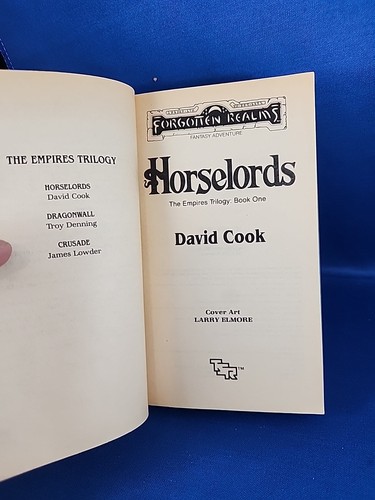 THE EMPIRES TRILOGY
HORSELORDS
David Cook
DRAGONWALL
Troy Denning
CRUSADE
James Lowder
FORGOTTEN REALMS
FANTASY ADVENTURE
Horselords
The Empires Trilogy: Book One
David Cook
Cover Art
LARRY ELMORE
TSR™